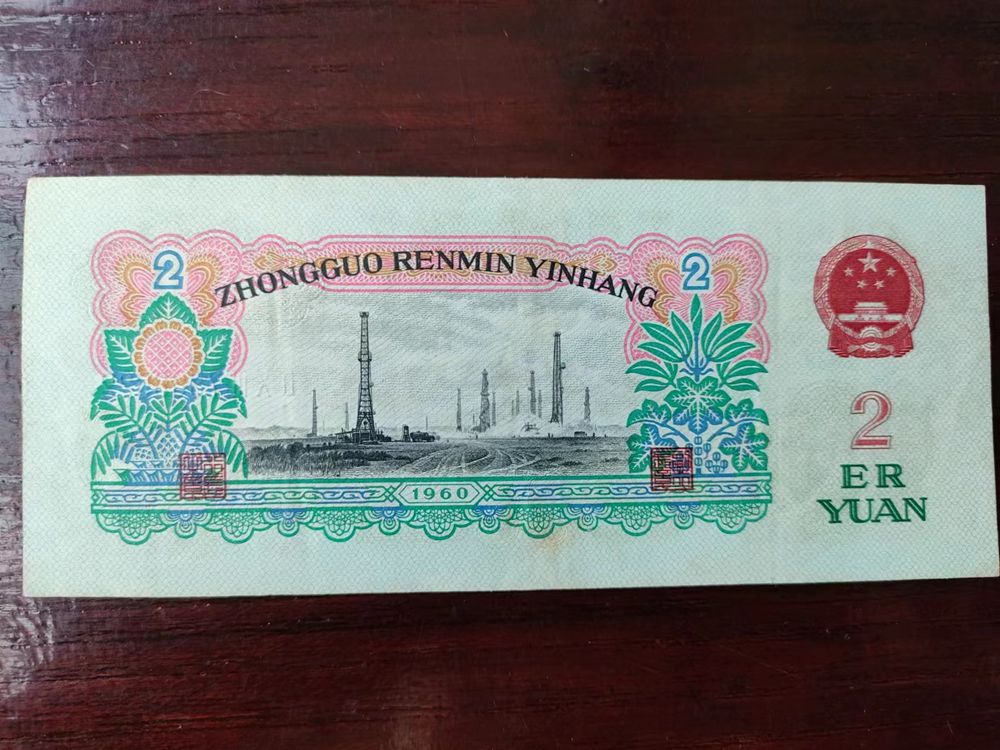 2
2
ZHONGGUO RENMIN YINHANG
1960
2
ER
YUAN